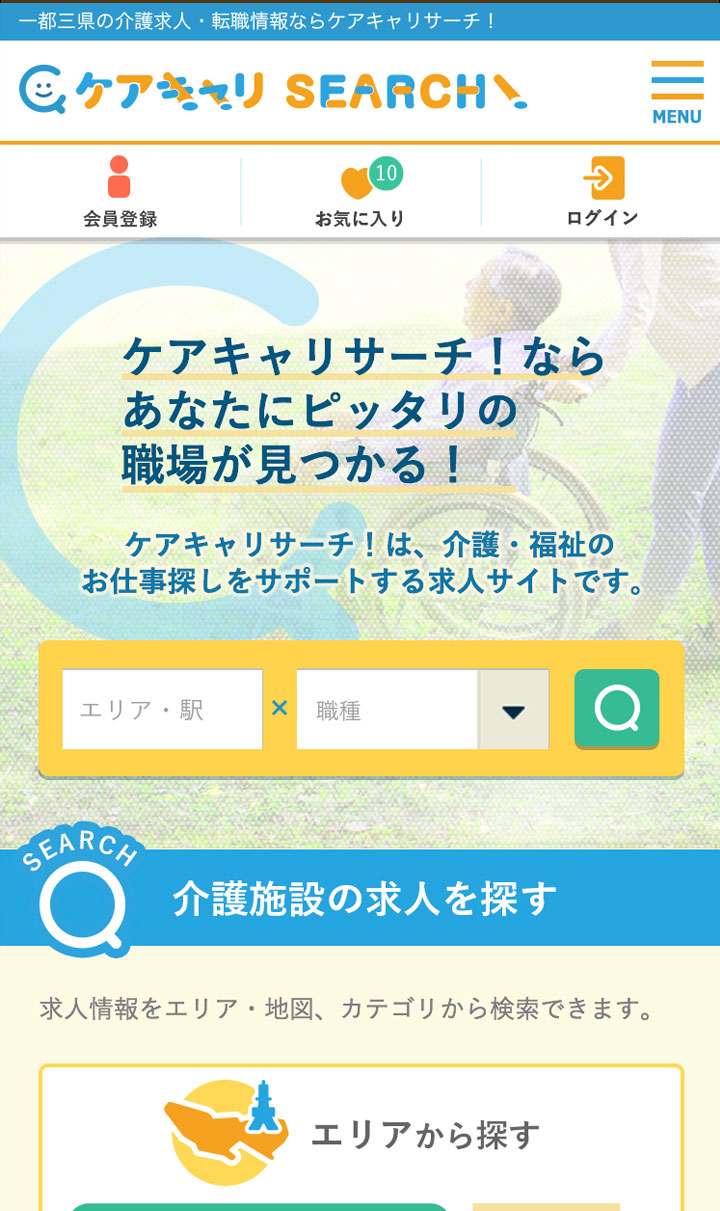 一都三県の介護求人・転職情報ならケアキャリサーチ！
ケアキャリ SEARCH！
MENU
会員登録
10
お気に入り
ログイン
ケアキャリサーチ！なら
あなたにピッタリの
職場が見つかる！
ケアキャリサーチ！は、介護・福祉の
お仕事探しをサポートする求人サイトです。
エリア・駅
×
職種
SEARCH
介護施設の求人を探す
求人情報をエリア・地図、カテゴリから検索できます。
エリアから探す